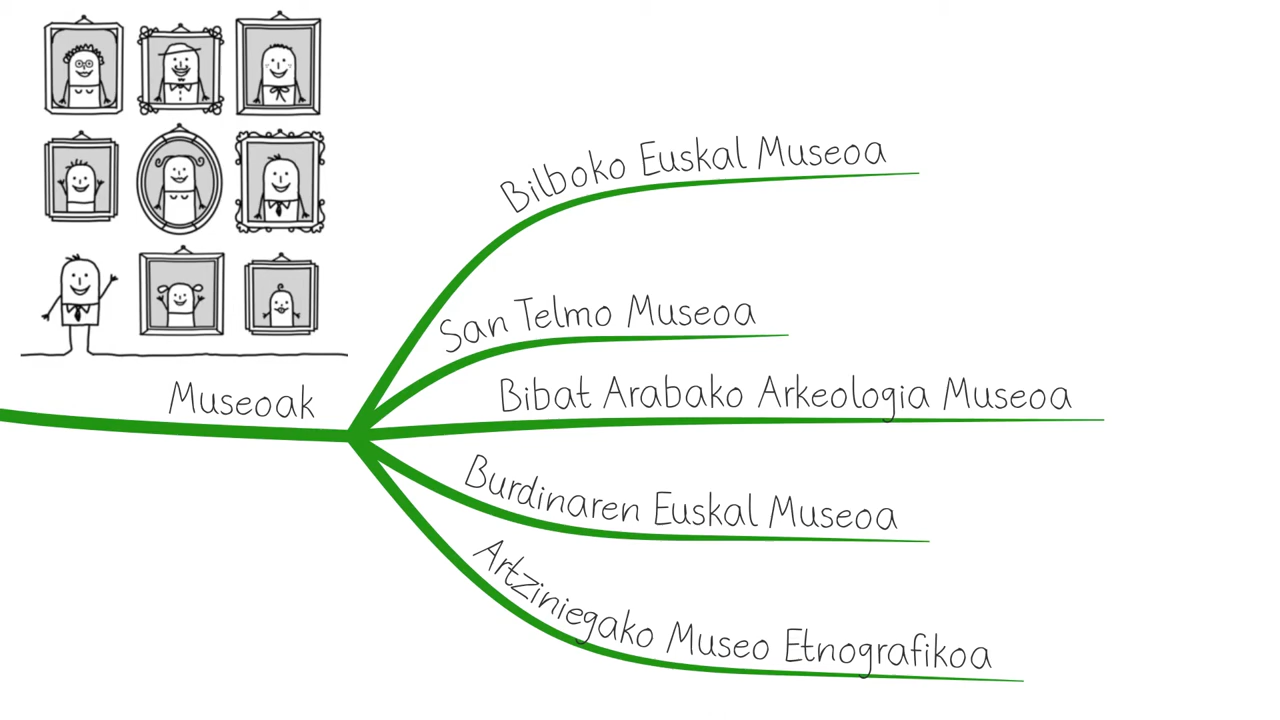 Museoak
Bilboko Euskal Museoa
San Telmo Museoa
Bibat Arabako Arkeologia Museoa
Burdinaren Euskal Museoa
Artziniegako Museo Etnografikoa